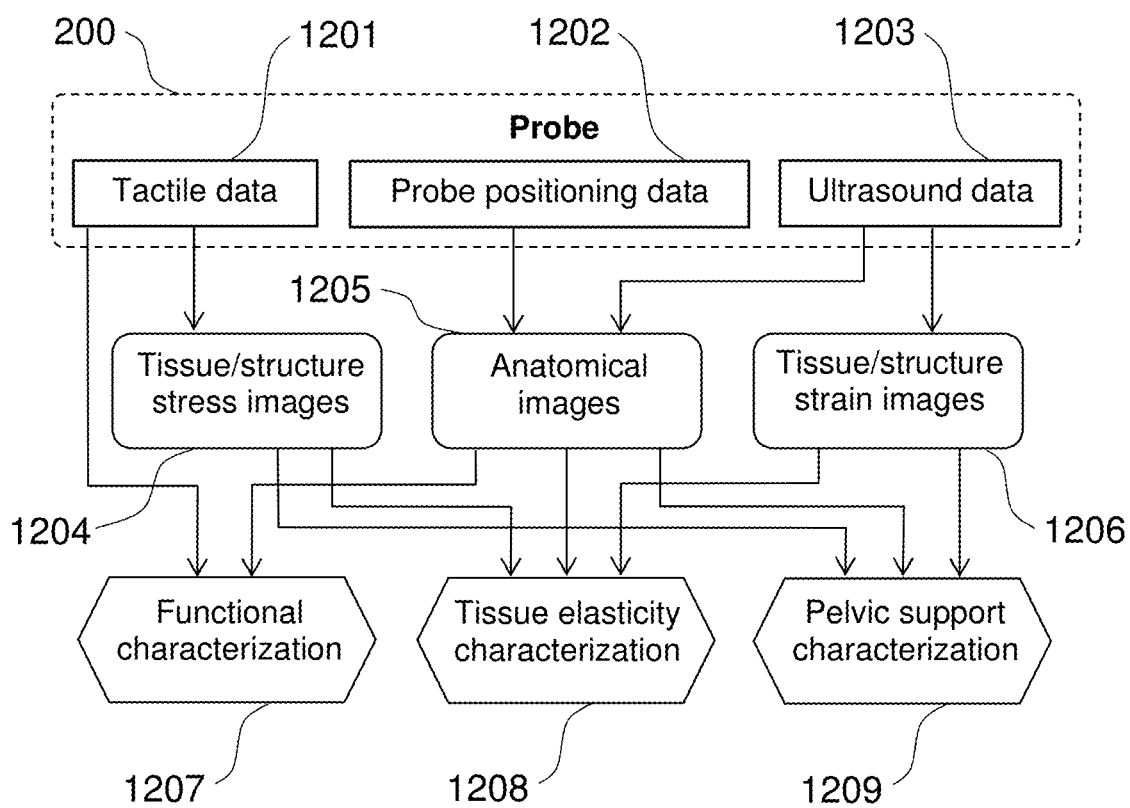 200
1201
1202
1203
Probe
Tactile data
Probe positioning data
Ultrasound data
1205
Tissue/structure
stress images
Anatomical
images
Tissue/structure
strain images
1204
1206
Functional
characterization
Tissue elasticity
characterization
Pelvic support
characterization
1207
1208
1209